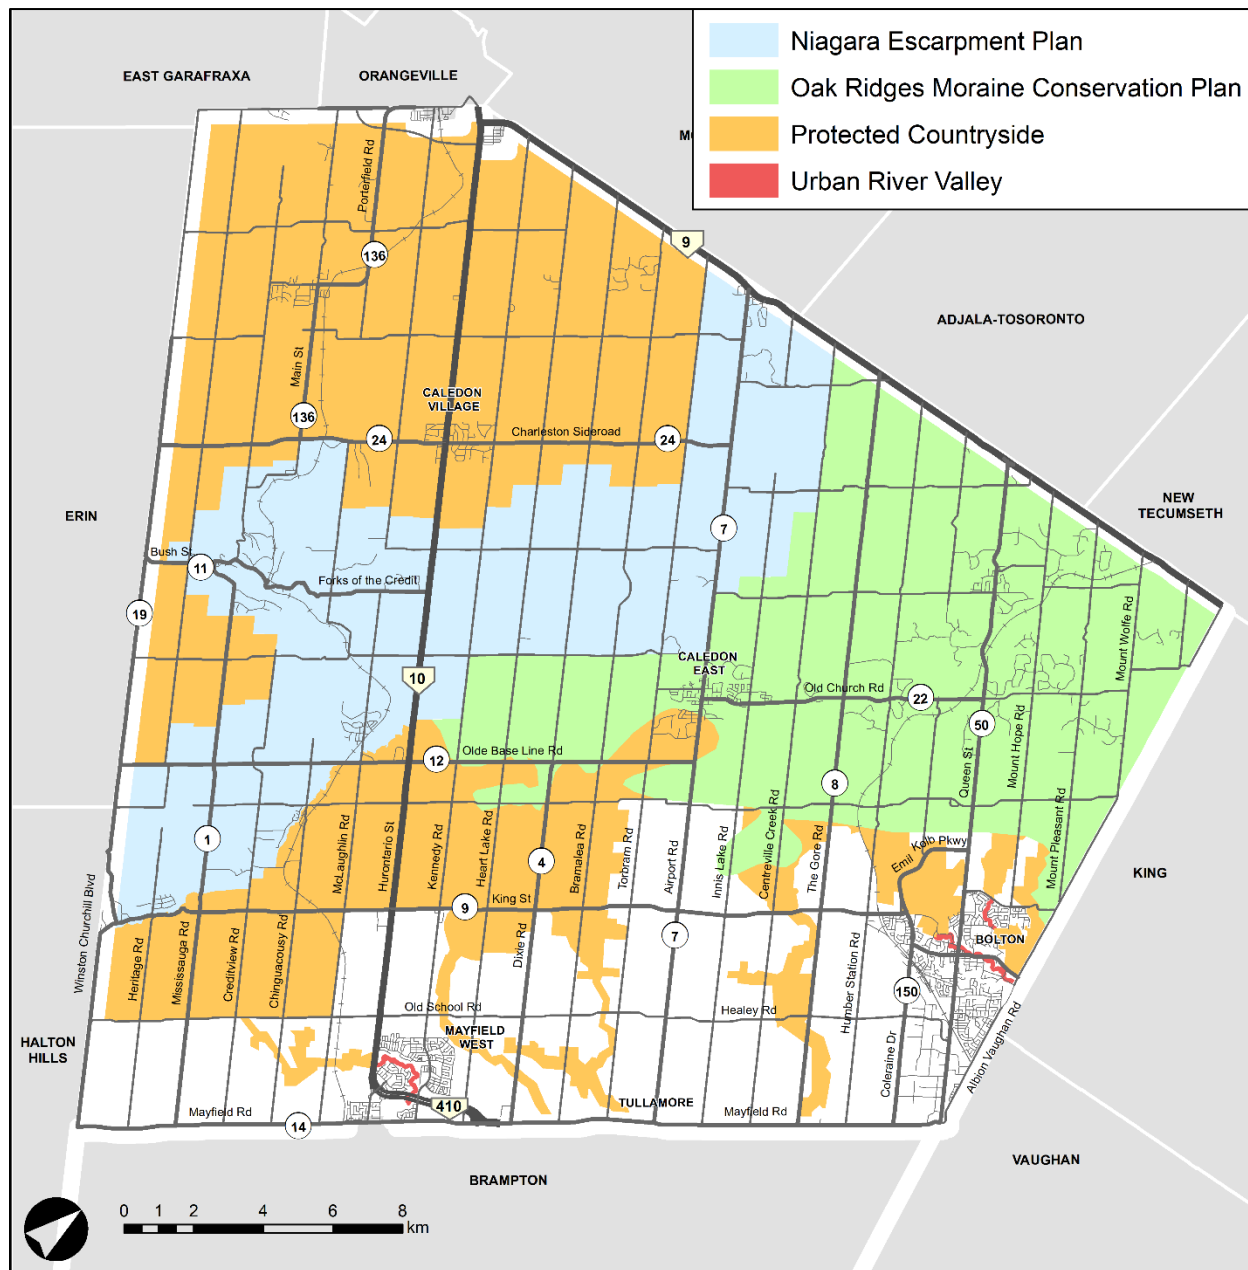 Niagara Escarpment Plan
Oak Ridges Moraine Conservation Plan
Protected Countryside
Urban River Valley
EAST GARAFRAXA
ORANGEVILLE
Porterfield Rd
136
9
ADJALA-TOSORONTO
Main St
CALEDON
VILLAGE
136
24
Charleston Sideroad
24
ERIN
NEW
TECUMSETH
7
Bush St
11
Forks of the Credit
19
Mount Wolfe Rd
10
CALEDON
EAST
Old Church Rd
22
50
Queen St
Mount Hope Rd
12
Olde Base Line Rd
8
Mount Pleasant Rd
1
McLaughlin Rd
Hurontario St
Kennedy Rd
Heart Lake Rd
4
Bramalea Rd
Torbram Rd
Airport Rd
Innis Lake Rd
Centreville Creek Rd
The Gore Rd
Emil Kolb Pkwy
KING
Winston Churchill Blvd
King St
9
Heritage Rd
Mississauga Rd
Creditview Rd
Chinguacousy Rd
Dixie Rd
7
Humber Station Rd
BOLTON
150
Old School Rd
Healey Rd
HALTON
HILLS
MAYFIELD
WEST
Coleraine Dr
Albion Vaughan Rd
410
TULLAMORE
Mayfield Rd
14
Mayfield Rd
BRAMPTON
VAUGHAN
0 1 2 4 6 8
km